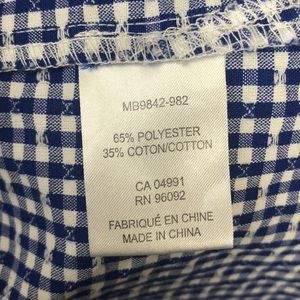 MB9842-982
65% POLYESTER
35% COTON/COTTON
CA 04991
RN 96092
FABRIQUÉ EN CHINE
MADE IN CHINA